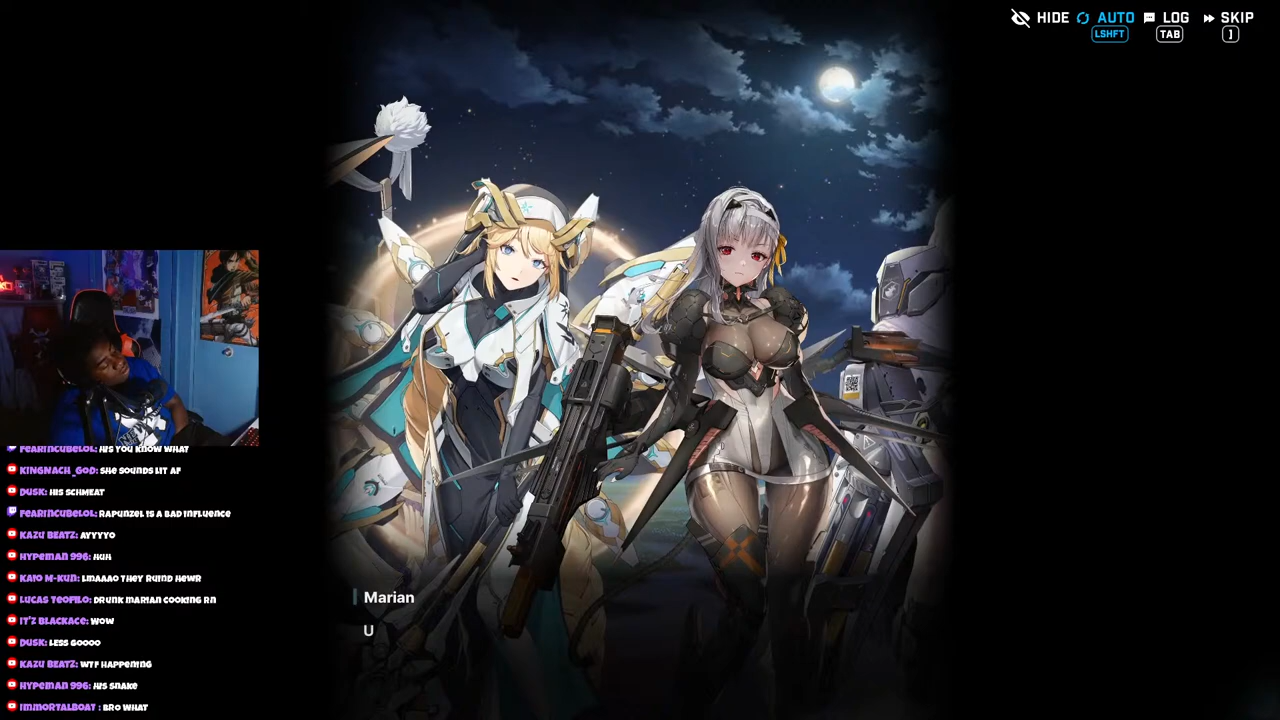 HIDE AUTO LOG SKIP
LSHFT TAB ]
FEARINCUBELOL: HIS YOU KNOW WHAT
KINGNACH_GOD: SHE SOUNDS LIT AF
DUSK: HIS SCHMEAT
FEARINCUBELOL: RAPUNZEL IS A BAD INFLUENCE
KAZU BEATZ: AYYYYO
HYPEMAN 996: HUH
KAIO M-KUN: LMAAAO THEY RUIND HEWR
LUCAS TEOFILO: DRUNK MARIAN COOKING RN
IT'Z BLACKACE: WOW
DUSK: LESS GOOOO
KAZU BEATZ: WTF HAPPENING
HYPEMAN 996: HIS SNAKE
IMMORTALBOAT : BRO WHAT
Marian
U